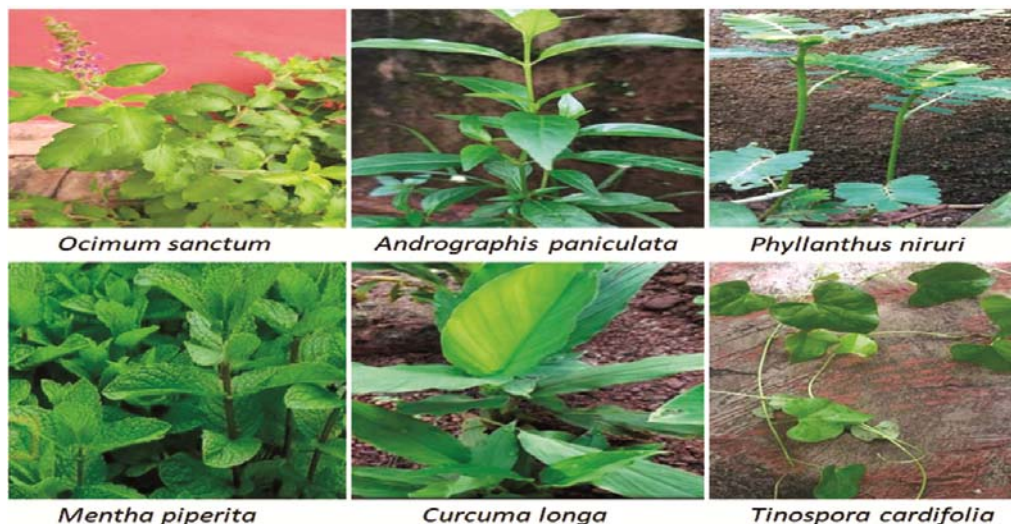 Ocimum sanctum
Andrographis paniculata
Phyllanthus niruri
Mentha piperita
Curcuma longa
Tinospora cardifolia